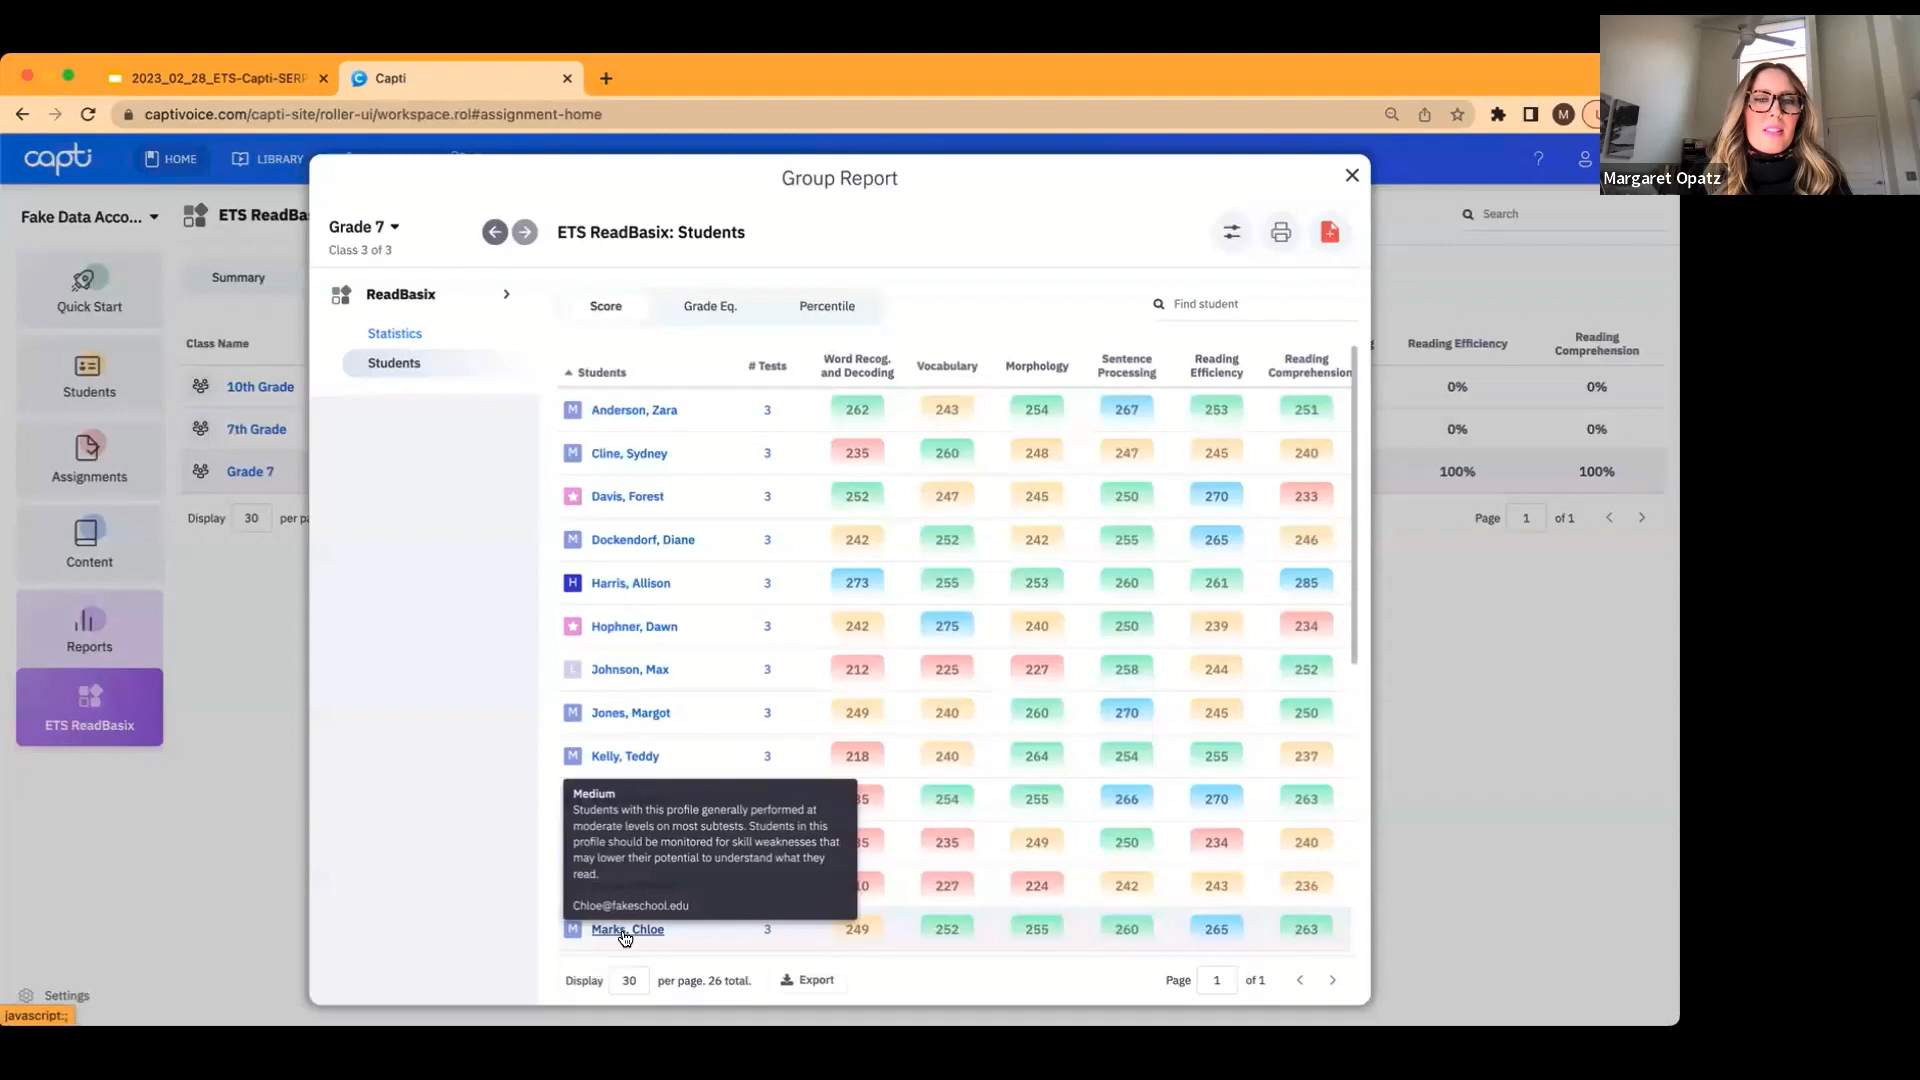 2023_02_28_ETS-Capti-SERP
Capti
captivoice.com/capti-site/roller-ui/workspace.rol#assignment-home
M
Margaret Opatz
capti
HOME
LIBRARY
?
Fake Data Acco...
ETS ReadBa
Search
Quick Start
Students
Assignments
Content
Reports
ETS ReadBasix
Settings
javascript:;
Summary
Class Name
10th Grade
7th Grade
Grade 7
Display 30 per pa
Reading Efficiency
Reading Comprehension
0% 0%
0% 0%
100% 100%
Page 1 of 1
Group Report
Grade 7
Class 3 of 3
ETS ReadBasix: Students
ReadBasix
Statistics
Students
Score Grade Eq. Percentile
Find student
Students # Tests Word Recog. and Decoding Vocabulary Morphology Sentence Processing Reading Efficiency Reading Comprehension
M Anderson, Zara 3 262 243 254 267 253 251
M Cline, Sydney 3 235 260 248 247 245 240
Davis, Forest 3 252 247 245 250 270 233
M Dockendorf, Diane 3 242 252 242 255 265 246
H Harris, Allison 3 273 255 253 260 261 285
Hophner, Dawn 3 242 275 240 250 239 234
L Johnson, Max 3 212 225 227 258 244 252
M Jones, Margot 3 249 240 260 270 245 250
M Kelly, Teddy 3 218 240 264 254 255 237
35 254 255 266 270 263
35 235 249 250 234 240
10 227 224 242 243 236
Medium
Students with this profile generally performed at
moderate levels on most subtests. Students in this
profile should be monitored for skill weaknesses that
may lower their potential to understand what they
read.
Chloe@fakeschool.edu
M Marks, Chloe 3 249 252 255 260 265 263
Display 30 per page. 26 total. Export
Page 1 of 1